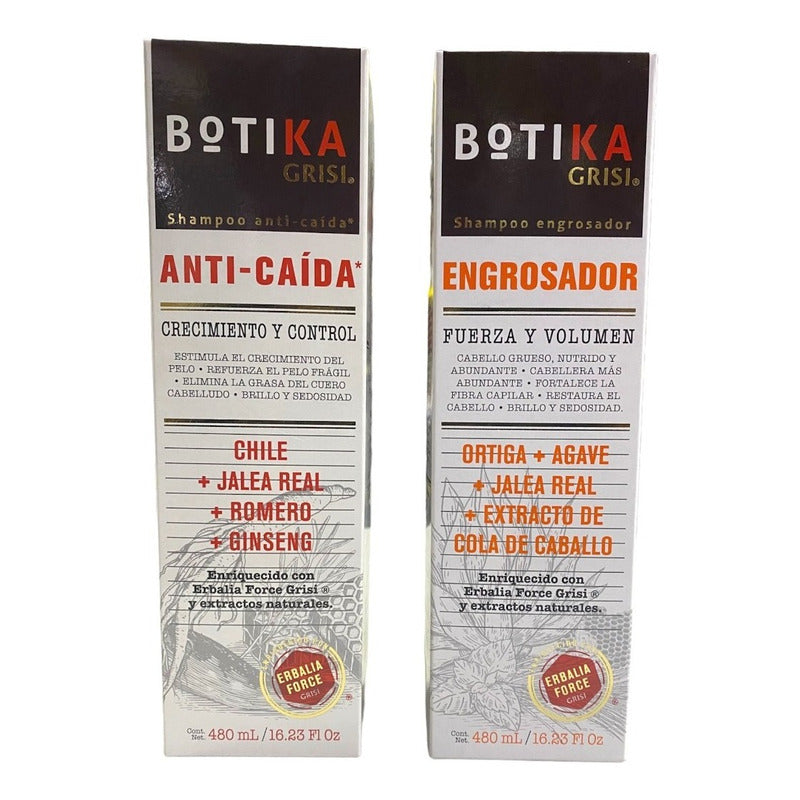 BOTIKA
GRISI®
Shampoo anti-caída*
ANTI-CAÍDA*
CRECIMIENTO Y CONTROL
ESTIMULA EL CRECIMIENTO DEL
PELO • REFUERZA EL PELO FRÁGIL
• ELIMINA LA GRASA DEL CUERO
CABELLUDO • BRILLO Y SEDOSIDAD
CHILE
+ JALEA REAL
+ ROMERO
+ GINSENG
Enriquecido con
Erbalia Force Grisi ®
y extractos naturales.
ERBALIA
FORCE
GRISI
®
Cont.
Net. 480 mL / 16.23 Fl Oz
BOTIKA
GRISI®
Shampoo engrosador
ENGROSADOR
FUERZA Y VOLUMEN
CABELLO GRUESO, NUTRIDO Y
ABUNDANTE • CABELLERA MÁS
ABUNDANTE • FORTALECE LA
FIBRA CAPILAR • RESTAURA EL
CABELLO • BRILLO Y SEDOSIDAD.
ORTIGA + AGAVE
+ JALEA REAL
+ EXTRACTO DE
COLA DE CABALLO
Enriquecido con
Erbalia Force Grisi ®
y extractos naturales.
ERBALIA
FORCE
GRISI
®
Cont.
Net. 480 mL / 16.23 Fl Oz